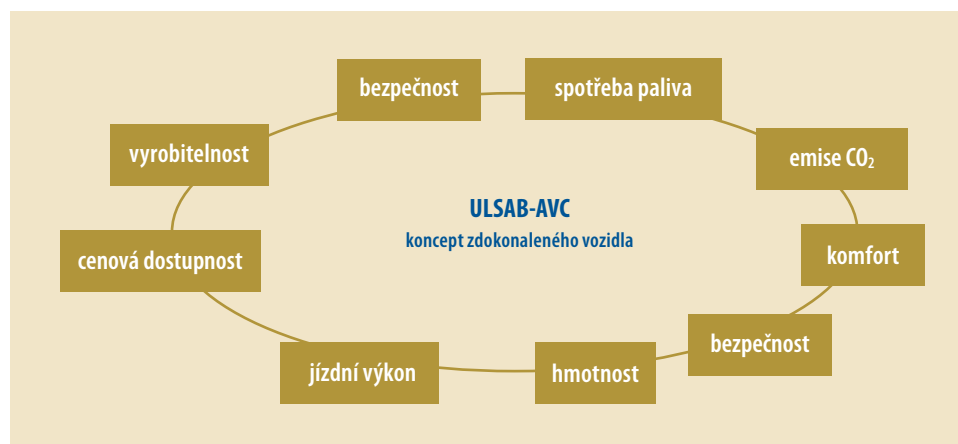 bezpečnost
spotřeba paliva
vyrobitelnost
emise CO₂
ULSAB-AVC
koncept zdokonaleného vozidla
cenová dostupnost
komfort
bezpečnost
jízdní výkon
hmotnost